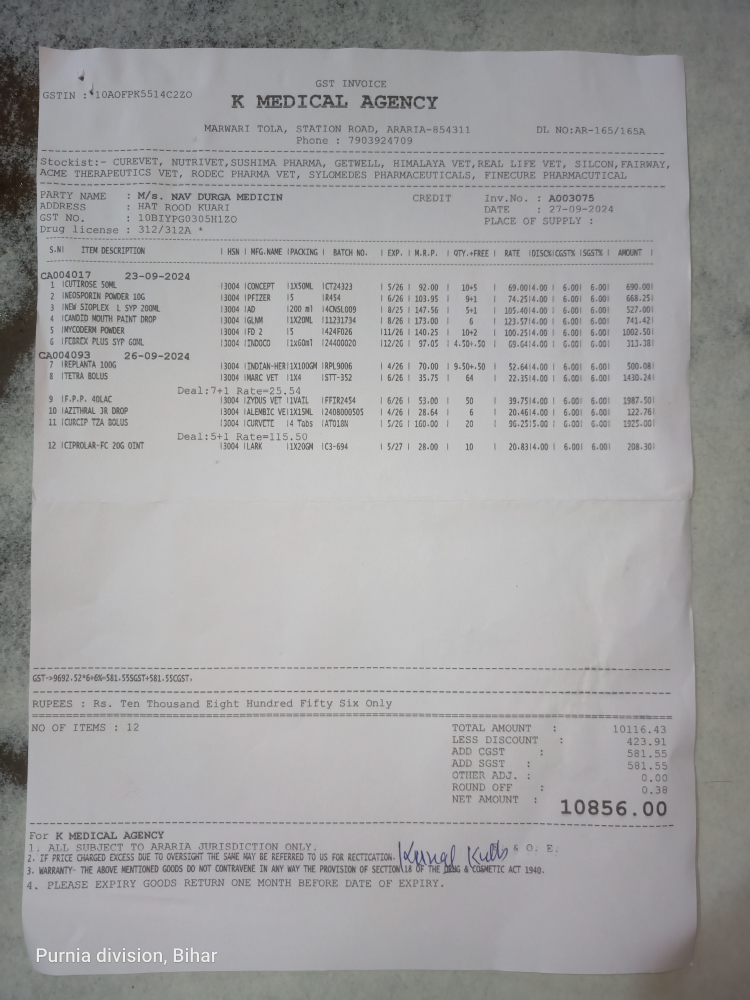 GST INVOICE
GSTIN : 10AOFPK5514C2ZO
K MEDICAL AGENCY
MARWARI TOLA, STATION ROAD, ARARIA-854311 DL NO:AR-165/165A
Phone : 7903924709
Stockist:- CUREVET, NUTRIVET,SUSHIMA PHARMA, GETWELL, HIMALAYA VET,REAL LIFE VET, SILCON,FAIRWAY,
ACME THERAPEUTICS VET, RODEC PHARMA VET, SYLOMEDS PHARMACEUTICALS, FINECURE PHARMACUTICAL
PARTY NAME : M/s. NAV DURGA MEDICIN CREDIT Inv.No. : A003075
ADDRESS : HAT ROOD KUARI DATE : 27-09-2024
GST NO. : 10BIYPG0305H1ZO PLACE OF SUPPLY :
Drug license : 312/312A *
S.N| ITEM DESCRIPTION | HSN | MFG.NAME |PACKING | BATCH NO. | EXP. | M.R.P. | QTY.+FREE | RATE |DISC%|CGST%| SGST%| AMOUNT |
CA004017 23-09-2024
1 |CUTIROSE 50ML |3004 |CONCEPT |1X50ML |CT24323 | 5/26 | 92.00 | 10+5 | 69.00|4.00 | 6.00| 6.00| 690.00|
2 |NEOSPORIN POWDER 10G |3004 |PFIZER |5 |R454 | 6/26 | 103.95 | 9+1 | 74.25|4.00 | 6.00| 6.00| 668.25|
3 |NEW SIOPLEX L SYP 200ML |3004 |AD |200 ml |4CNSL009 | 8/25 | 147.56 | 5+1 | 105.40|4.00 | 6.00| 6.00| 527.00|
4 |CANDID MOUTH PAINT DROP |3004 |GLNM |1X20ML |11231734 | 8/26 | 173.00 | 6 | 123.57|4.00 | 6.00| 6.00| 741.42|
5 |MYCODERM POWDER |3004 |FD 2 |5 |424F026 |11/26 | 140.25 | 10+2 | 100.25|4.00 | 6.00| 6.00| 1002.50|
6 |FEBREX PLUS SYP 60ML |3004 |INDOCO |1x60ml |24400020 |12/26 | 97.05 | 4.50+.50 | 69.64|4.00 | 6.00| 6.00| 313.38|
CA004093 26-09-2024
7 |REPLANTA 100G |3004 |INDIAN-HER|1X100GM |RPL9006 | 4/26 | 70.00 | 9.50+.50 | 52.64|4.00 | 6.00| 6.00| 500.08|
8 |TETRA BOLUS |3004 |MARC VET |1X4 |STT-352 | 6/26 | 35.75 | 64 | 22.35|4.00 | 6.00| 6.00| 1430.24|
Deal:7+1 Rate=25.54
9 |F.P.P. 40LAC |3004 |ZYDUS VET |1VAIL |FFIR2454 | 6/26 | 53.00 | 50 | 39.75|4.00 | 6.00| 6.00| 1987.50|
10 |AZITHRAL JR DROP |3004 |ALEMBIC VE|1X15ML |2408000505 | 4/26 | 28.64 | 6 | 20.46|4.00 | 6.00| 6.00| 122.76|
11 |CURCIP TZA BOLUS |3004 |CURVETE |4 Tabs |AT018N | 5/26 | 160.00 | 20 | 96.25|5.00 | 6.00| 6.00| 1925.00|
Deal:5+1 Rate=115.50
12 |CIPROLAR-FC 20G OINT |3004 |LARK |1X20GM |C3-694 | 5/27 | 28.00 | 10 | 20.83|4.00 | 6.00| 6.00| 208.30|
GST->9692.52*6+6%=581.55SGST+581.55CGST,
RUPEES : Rs. Ten Thousand Eight Hundred Fifty Six Only
NO OF ITEMS : 12
TOTAL AMOUNT : 10116.43
LESS DISCOUNT : 423.91
ADD CGST : 581.55
ADD SGST : 581.55
OTHER ADJ. : 0.00
ROUND OFF : 0.38
NET AMOUNT : 10856.00
For K MEDICAL AGENCY
1. ALL SUBJECT TO ARARIA JURISDICTION ONLY. & O. E.
2. IF PRICE CHARGED EXCESS DUE TO OVERSIGHT THE SAME MAY BE REFERRED TO US FOR RECTIFICATION.
3. WARRANTY- THE ABOVE MENTIONED GOODS DO NOT CONTRAVENE IN ANY WAY THE PROVISION OF SECTION 18 OF THE DRUG & COSMETIC ACT 1940.
4. PLEASE EXPIRY GOODS RETURN ONE MONTH BEFORE DATE OF EXPIRY.
Purnia division, Bihar